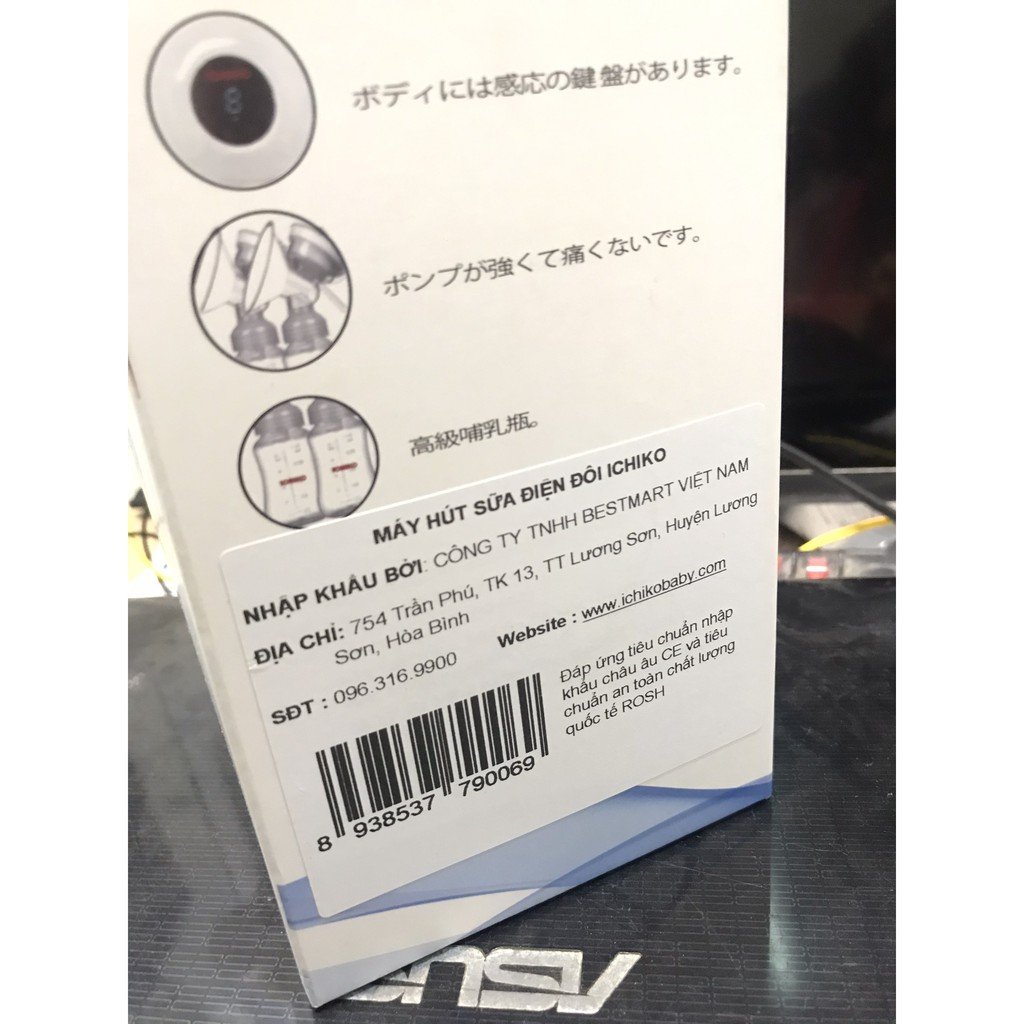 ボディには感応の鍵盤があります。
ポンプが強くて痛くないです。
高級哺乳瓶。
MÁY HÚT SỮA ĐIỆN ĐÔI ICHIKO
NHẬP KHẨU BỞI: CÔNG TY TNHH BESTMART VIỆT NAM
ĐỊA CHỈ: 754 Trần Phú, TK 13, TT Lương Sơn, Huyện Lương
Sơn, Hòa Bình
SĐT : 096.316.9900
Website : www.ichikobaby.com
Đáp ứng tiêu chuẩn nhập
khẩu châu âu CE và tiêu
chuẩn an toàn chất lượng
quốc tế ROSH
8 938537 790069
ASUS